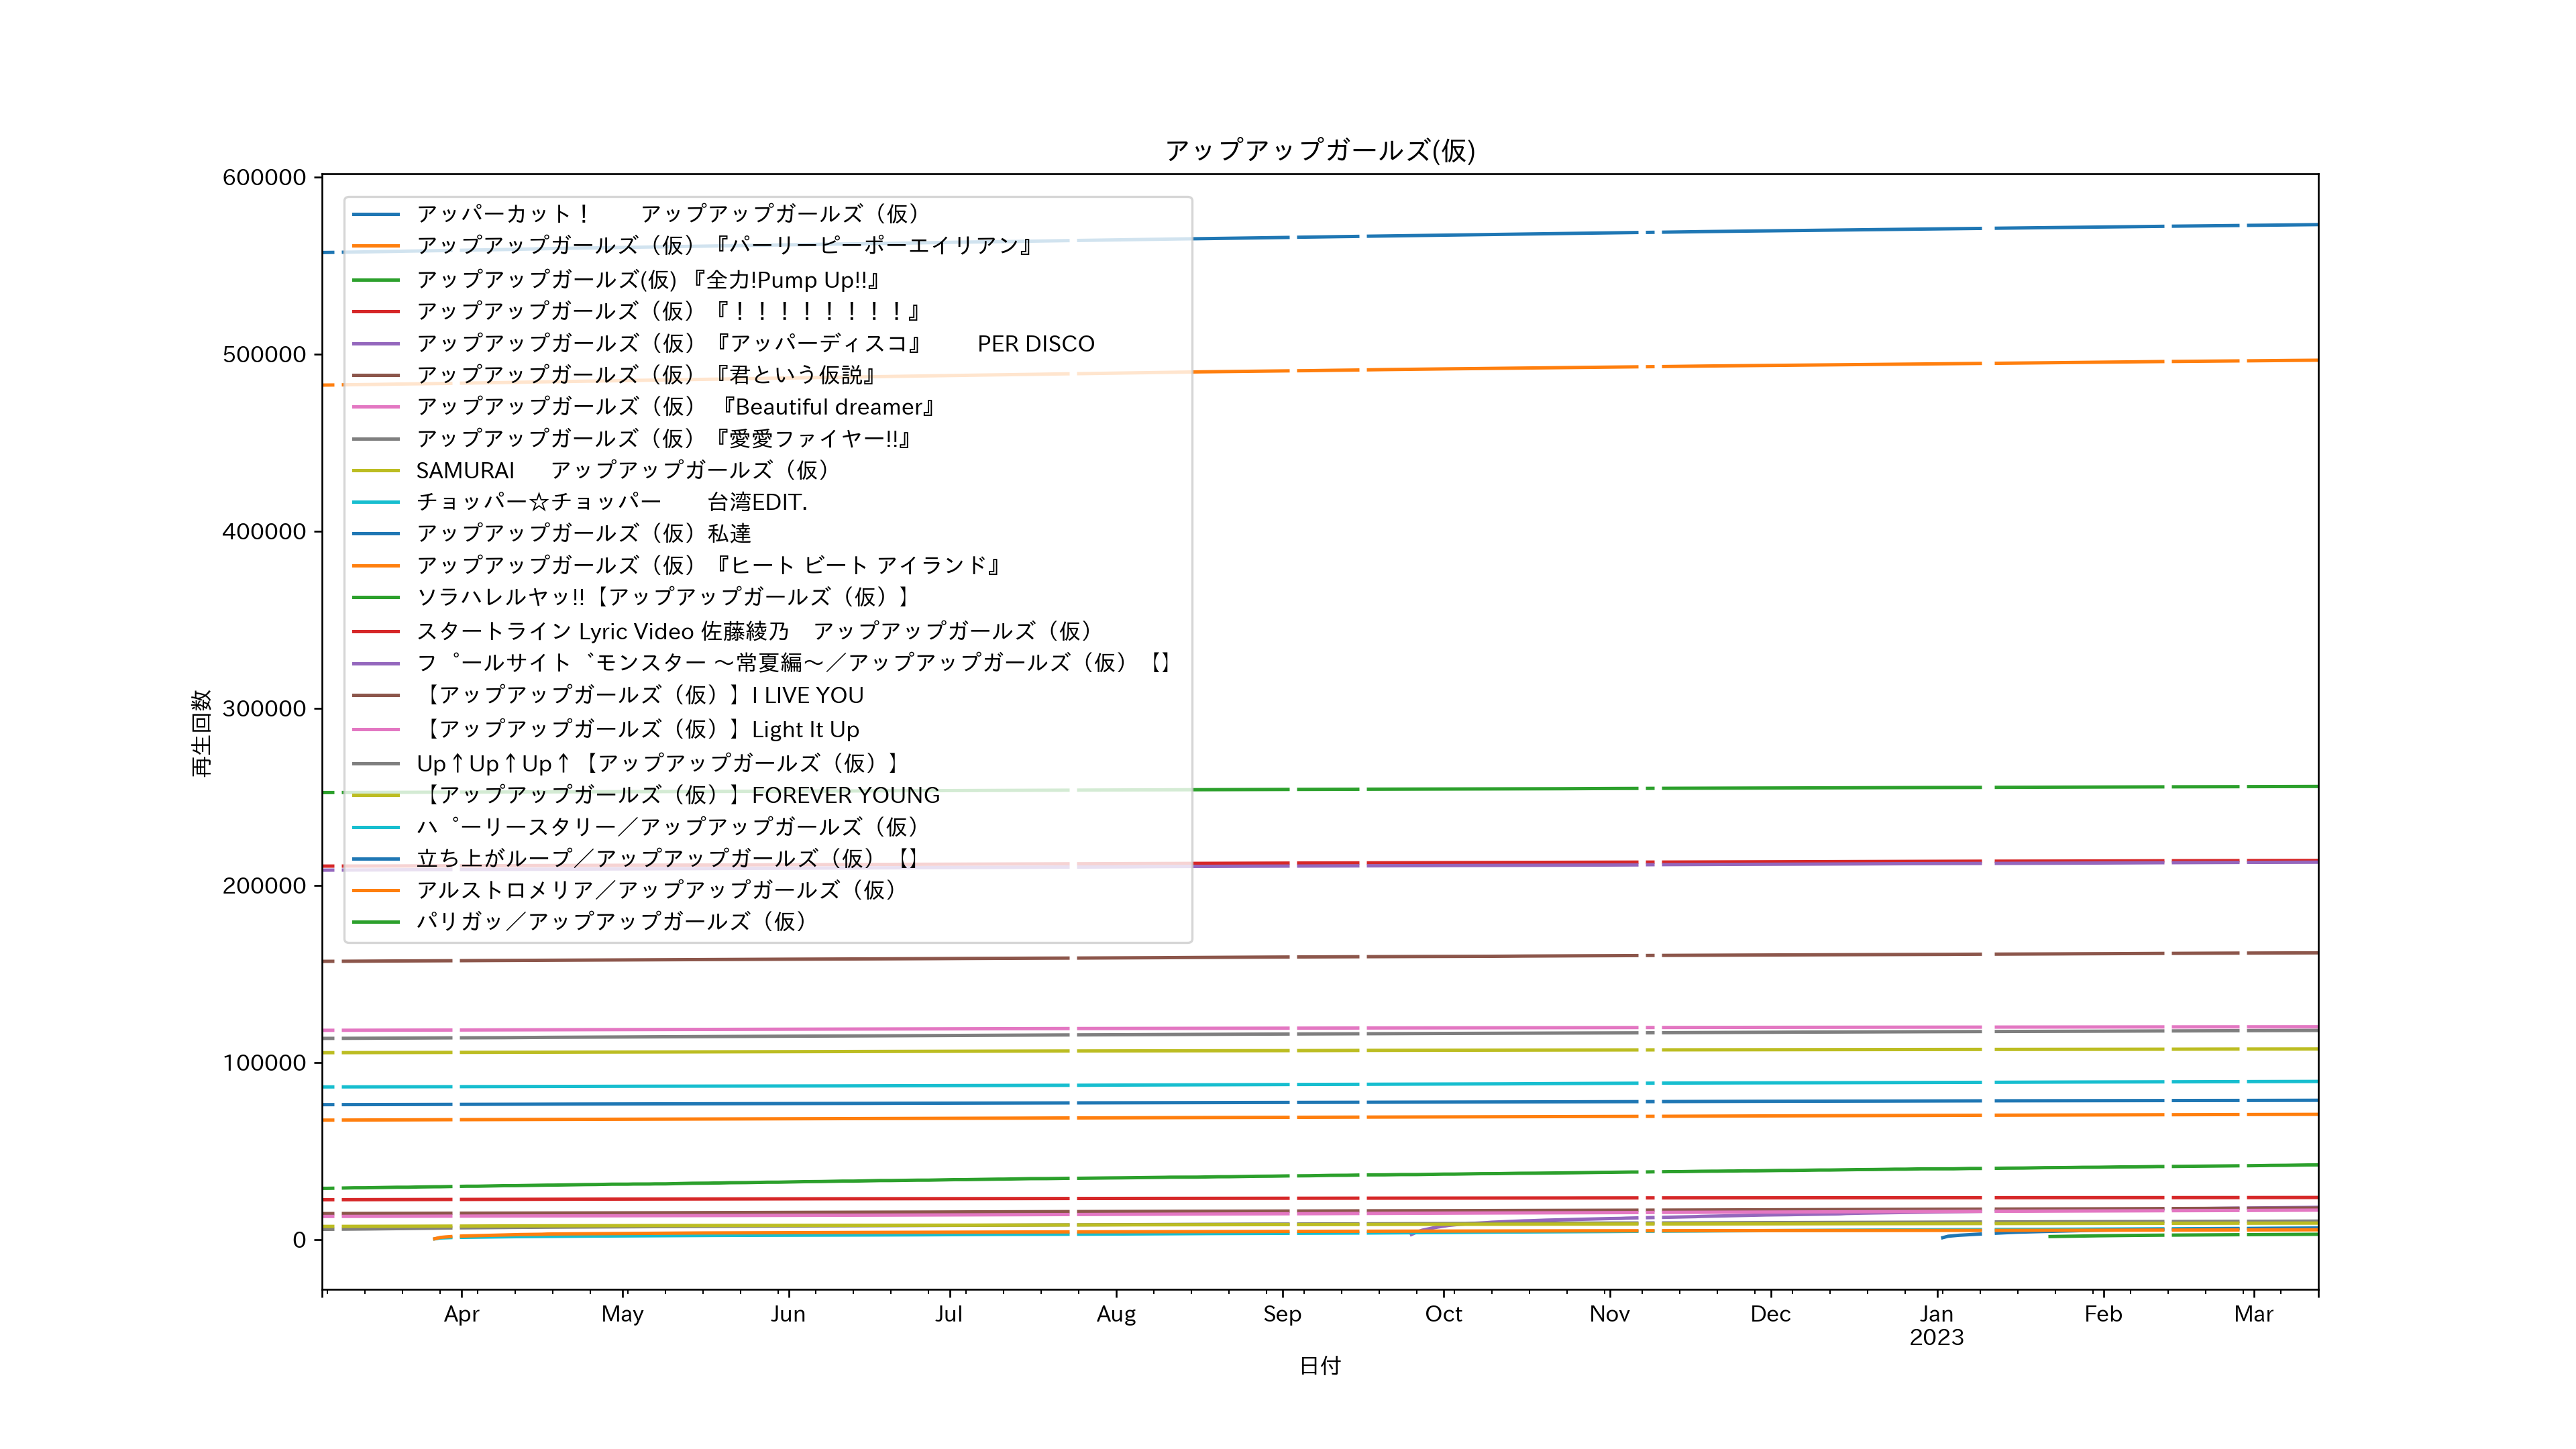 アップアップガールズ(仮)
600000
500000
400000
300000
200000
100000
0
再生回数
アッパーカット！　　アップアップガールズ（仮）
アップアップガールズ（仮）『パーリーピーポーエイリアン』
アップアップガールズ(仮) 『全力!Pump Up!!』
アップアップガールズ（仮）『！！！！！！！！』
アップアップガールズ（仮）『アッパーディスコ』　　PER DISCO
アップアップガールズ（仮）『君という仮説』
アップアップガールズ（仮） 『Beautiful dreamer』
アップアップガールズ（仮）『愛愛ファイヤー!!』
SAMURAI　 アップアップガールズ（仮）
チョッパー☆チョッパー　　台湾EDIT.
アップアップガールズ（仮）私達
アップアップガールズ（仮）『ヒート ビート アイランド』
ソラハレルヤッ!!【アップアップガールズ（仮）】
スタートライン Lyric Video 佐藤綾乃　アップアップガールズ（仮）
フ゜ールサイト゛モンスター 〜常夏編〜／アップアップガールズ（仮）【】
【アップアップガールズ（仮）】I LIVE YOU
【アップアップガールズ（仮）】Light It Up
Up↑Up↑Up↑【アップアップガールズ（仮）】
【アップアップガールズ（仮）】FOREVER YOUNG
ハ゜ーリースタリー／アップアップガールズ（仮）
立ち上がループ／アップアップガールズ（仮）【】
アルストロメリア／アップアップガールズ（仮）
パリガッ／アップアップガールズ（仮）
Apr May Jun Jul Aug Sep Oct Nov Dec Jan Feb Mar
2023
日付